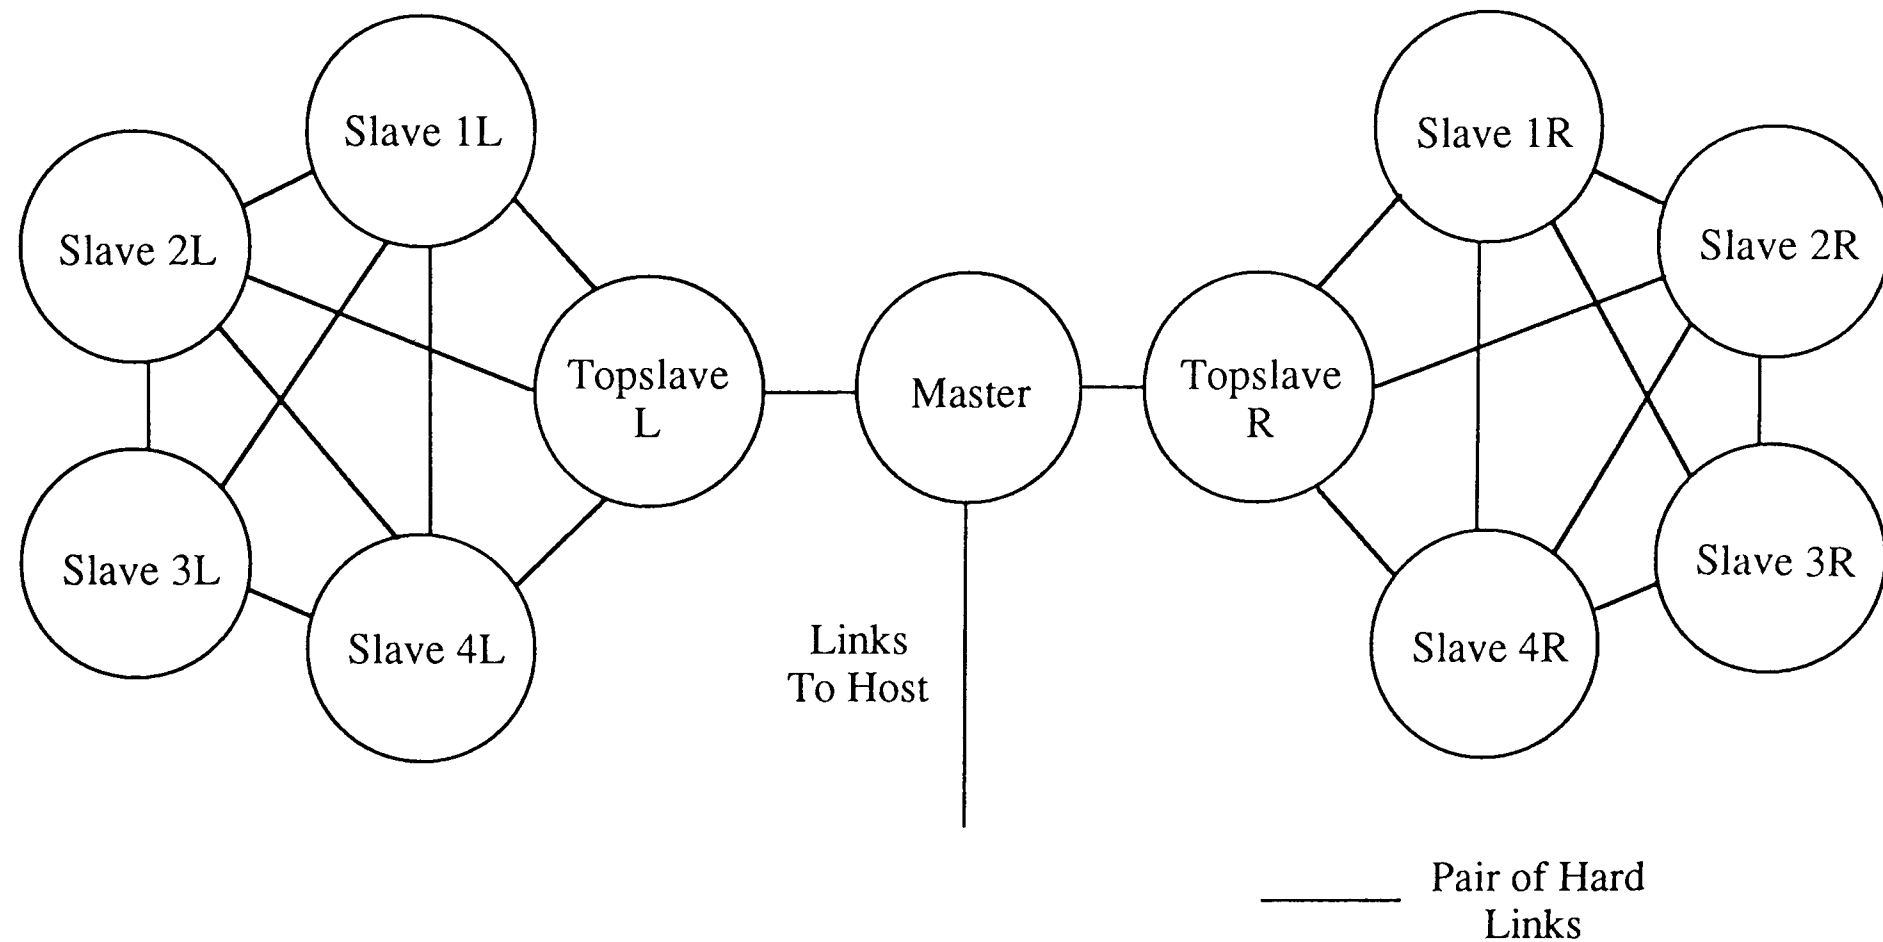 Slave 1L
Slave 1R
Slave 2L
Slave 2R
Topslave
L
Master
Topslave
R
Slave 3L
Slave 3R
Slave 4L
Slave 4R
Links
To Host
Pair of Hard
Links